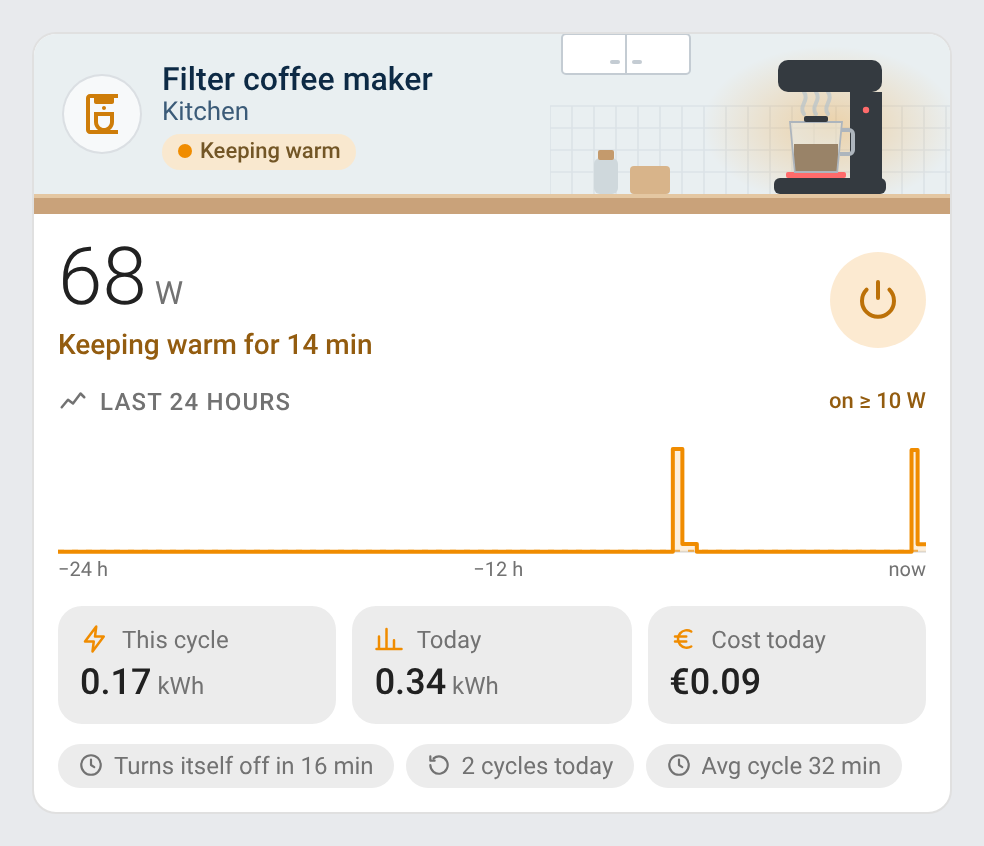 Filter coffee maker
Kitchen
Keeping warm
68 W
Keeping warm for 14 min
LAST 24 HOURS
on ≥ 10 W
−24 h
−12 h
now
This cycle
0.17 kWh
Today
0.34 kWh
Cost today
€0.09
Turns itself off in 16 min
2 cycles today
Avg cycle 32 min